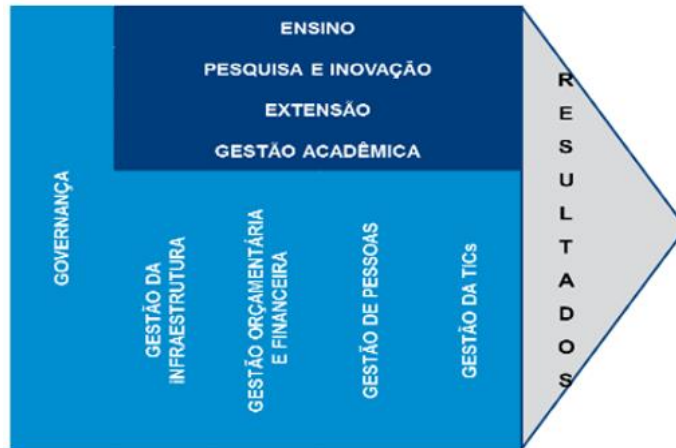 ENSINO
PESQUISA E INOVAÇÃO
EXTENSÃO
GESTÃO ACADÊMICA
GOVERNANÇA
GESTÃO DA
iNFRAESTRUTURA
GESTÃO ORÇAMENTÁRIA
E FINANCEIRA
GESTÃO DE PESSOAS
GESTÃO DA TICs
RESULTADOS